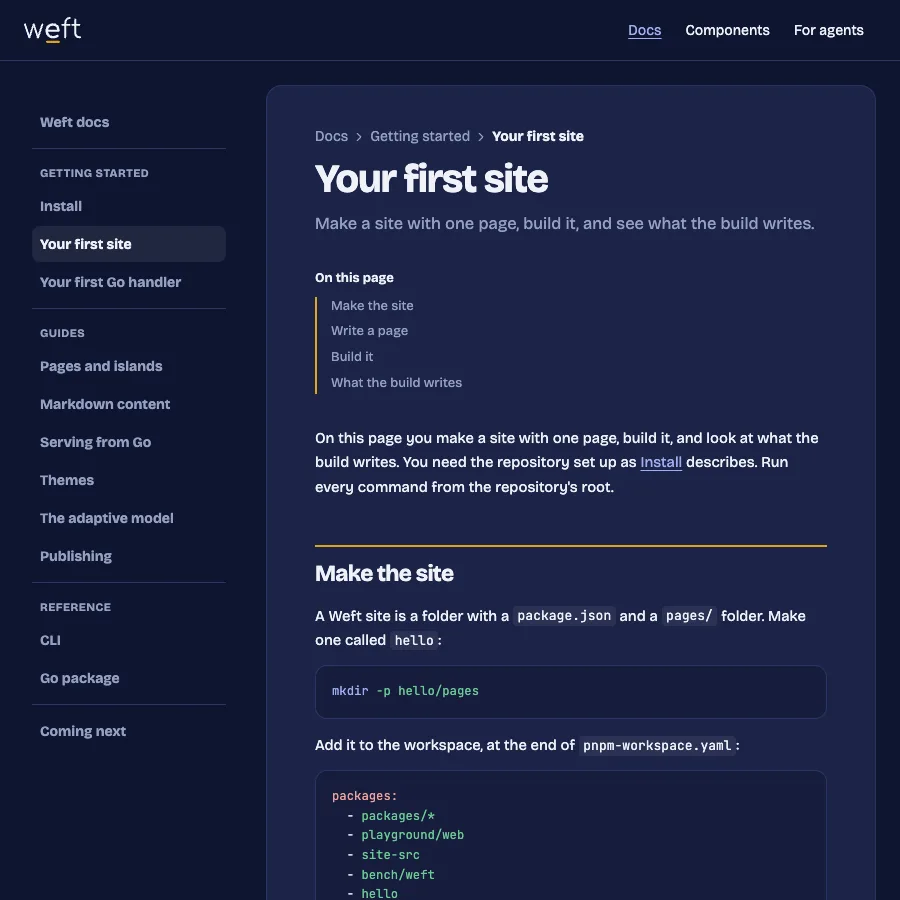 weft
Docs
Components
For agents
Weft docs
GETTING STARTED
Install
Your first site
Your first Go handler
GUIDES
Pages and islands
Markdown content
Serving from Go
Themes
The adaptive model
Publishing
REFERENCE
CLI
Go package
Coming next
Docs › Getting started › Your first site
Your first site
Make a site with one page, build it, and see what the build writes.
On this page
Make the site
Write a page
Build it
What the build writes
On this page you make a site with one page, build it, and look at what the
build writes. You need the repository set up as Install describes. Run
every command from the repository's root.
Make the site
A Weft site is a folder with a package.json and a pages/ folder. Make
one called hello:
mkdir -p hello/pages
Add it to the workspace, at the end of pnpm-workspace.yaml:
packages:
  - packages/*
  - playground/web
  - site-src
  - bench/weft
  - hello